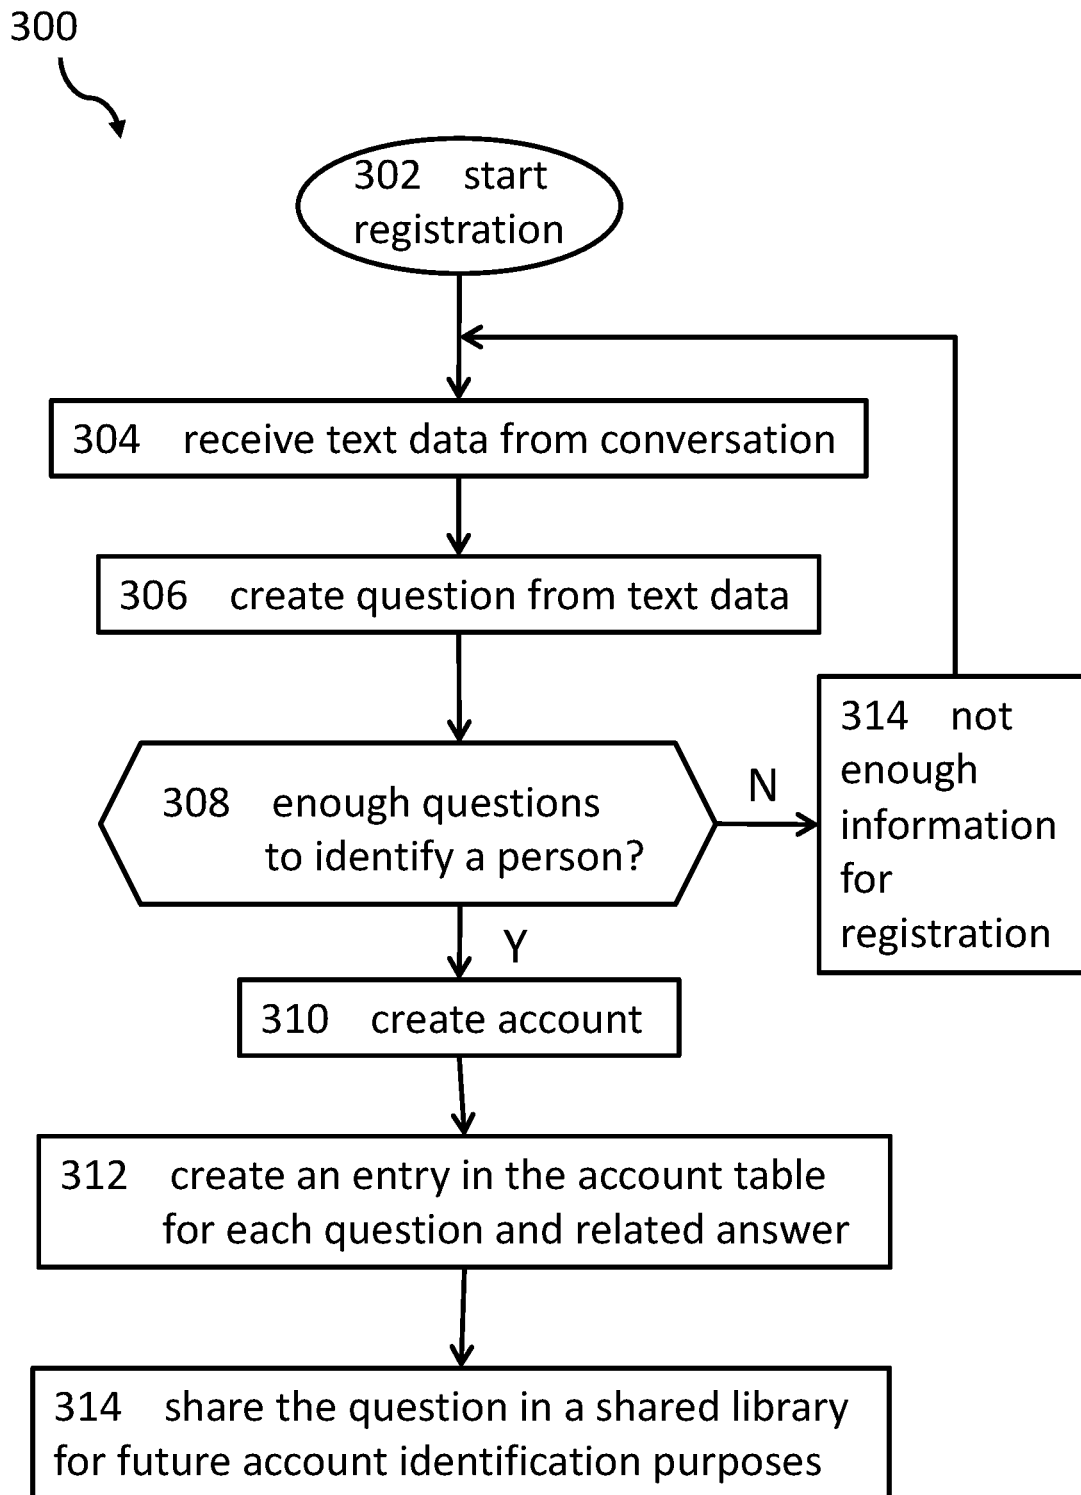 300
302 start
registration
304 receive text data from conversation
306 create question from text data
308 enough questions
to identify a person?
N
314 not
enough
information
for
registration
Y
310 create account
312 create an entry in the account table
for each question and related answer
314 share the question in a shared library
for future account identification purposes